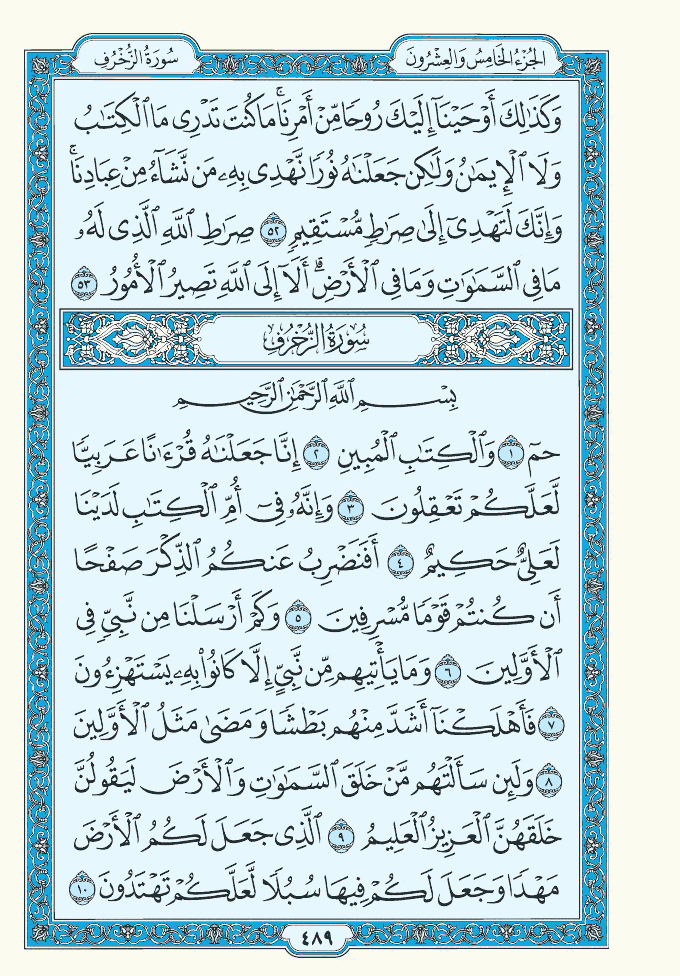 الجُزْءُ الخَامِسُ وَالعِشْرُونَ
سُورَةُ الزُّخْرُفِ
وَكَذَٰلِكَ أَوْحَيْنَآ إِلَيْكَ رُوحًا مِّنْ أَمْرِنَا ۚ مَا كُنتَ تَدْرِى مَا ٱلْكِتَٰبُ
وَلَا ٱلْإِيمَٰنُ وَلَٰكِن جَعَلْنَٰهُ نُورًا نَّهْدِى بِهِۦ مَن نَّشَآءُ مِنْ عِبَادِنَا ۚ
وَإِنَّكَ لَتَهْدِىٓ إِلَىٰ صِرَٰطٍ مُّسْتَقِيمٍ ٥٢ صِرَٰطِ ٱللَّهِ ٱلَّذِى لَهُۥ
مَا فِى ٱلسَّمَٰوَٰتِ وَمَا فِى ٱلْأَرْضِ ۗ أَلَآ إِلَى ٱللَّهِ تَصِيرُ ٱلْأُمُورُ ٥٣
سُورَةُ الزُّخْرُفِ
بِسْمِ ٱللَّهِ ٱلرَّحْمَٰنِ ٱلرَّحِيمِ
حمٓ ١ وَٱلْكِتَٰبِ ٱلْمُبِينِ ٢ إِنَّا جَعَلْنَٰهُ قُرْءَٰنًا عَرَبِيًّا
لَّعَلَّكُمْ تَعْقِلُونَ ٣ وَإِنَّهُۥ فِىٓ أُمِّ ٱلْكِتَٰبِ لَدَيْنَا
لَعَلِىٌّ حَكِيمٌ ٤ أَفَنَضْرِبُ عَنكُمُ ٱلذِّكْرَ صَفْحًا
أَن كُنتُمْ قَوْمًا مُّسْرِفِينَ ٥ وَكَمْ أَرْسَلْنَا مِن نَّبِىٍّ فِى
ٱلْأَوَّلِينَ ٦ وَمَا يَأْتِيهِم مِّن نَّبِىٍّ إِلَّا كَانُوا۟ بِهِۦ يَسْتَهْزِءُونَ
٧ فَأَهْلَكْنَآ أَشَدَّ مِنْهُم بَطْشًا وَمَضَىٰ مَثَلُ ٱلْأَوَّلِينَ
٨ وَلَئِن سَأَلْتَهُم مَّنْ خَلَقَ ٱلسَّمَٰوَٰتِ وَٱلْأَرْضَ لَيَقُولُنَّ
خَلَقَهُنَّ ٱلْعَزِيزُ ٱلْعَلِيمُ ٩ ٱلَّذِى جَعَلَ لَكُمُ ٱلْأَرْضَ
مَهْدًا وَجَعَلَ لَكُمْ فِيهَا سُبُلًا لَّعَلَّكُمْ تَهْتَدُونَ ١٠
٤٨٩